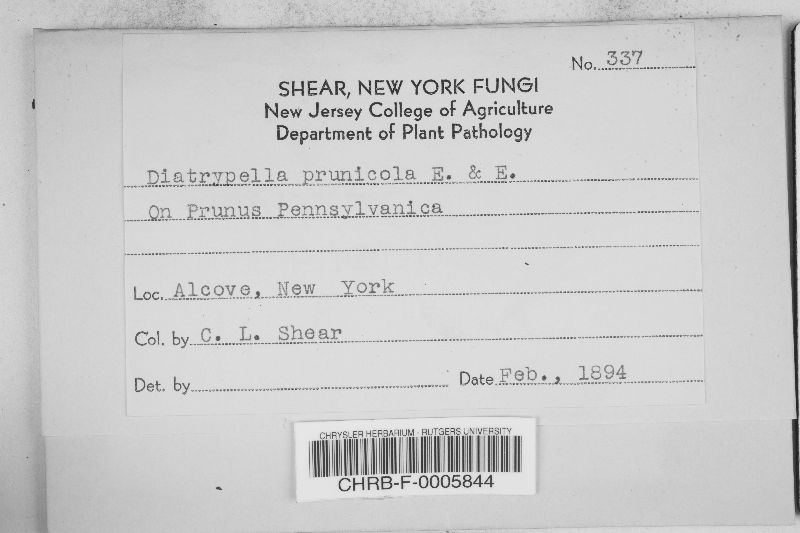 No. 337
SHEAR, NEW YORK FUNGI
New Jersey College of Agriculture
Department of Plant Pathology
Diatrypella prunicola E. & E.
On Prunus Pennsylvanica
Loc. Alcove, New York
Col. by C. L. Shear
Det. by
Date Feb., 1894
CHRYSLER HERBARIUM - RUTGERS UNIVERSITY
CHRB-F-0005844